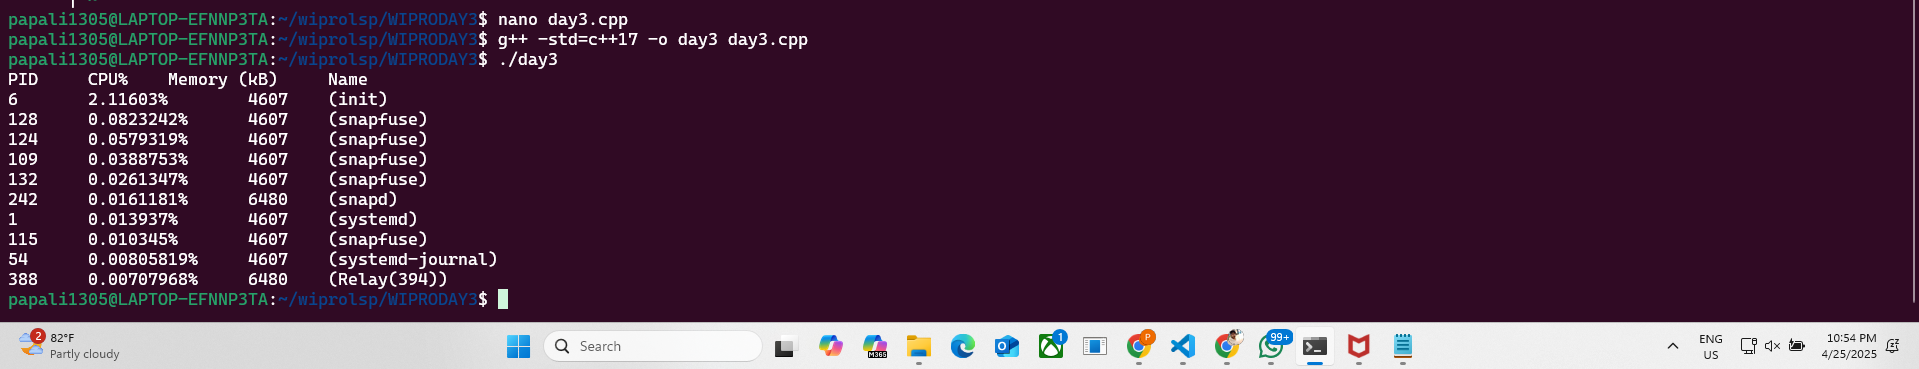 papali1305@LAPTOP-EFNNP3TA:~/wiprolsp/WIPRODAY3$ nano day3.cpp
papali1305@LAPTOP-EFNNP3TA:~/wiprolsp/WIPRODAY3$ g++ -std=c++17 -o day3 day3.cpp
papali1305@LAPTOP-EFNNP3TA:~/wiprolsp/WIPRODAY3$ ./day3
PID     CPU%    Memory (kB)     Name
6       2.11603%        4607    (init)
128     0.0823242%      4607    (snapfuse)
124     0.0579319%      4607    (snapfuse)
109     0.0388753%      4607    (snapfuse)
132     0.0261347%      4607    (snapfuse)
242     0.0161181%      6480    (snapd)
1       0.013937%       4607    (systemd)
115     0.010345%       4607    (snapfuse)
54      0.00805819%     4607    (systemd-journal)
388     0.00707968%     6480    (Relay(394))
papali1305@LAPTOP-EFNNP3TA:~/wiprolsp/WIPRODAY3$
2
82°F
Partly cloudy
Search
M365
1
P
99+
ENG
US
10:54 PM
4/25/2025